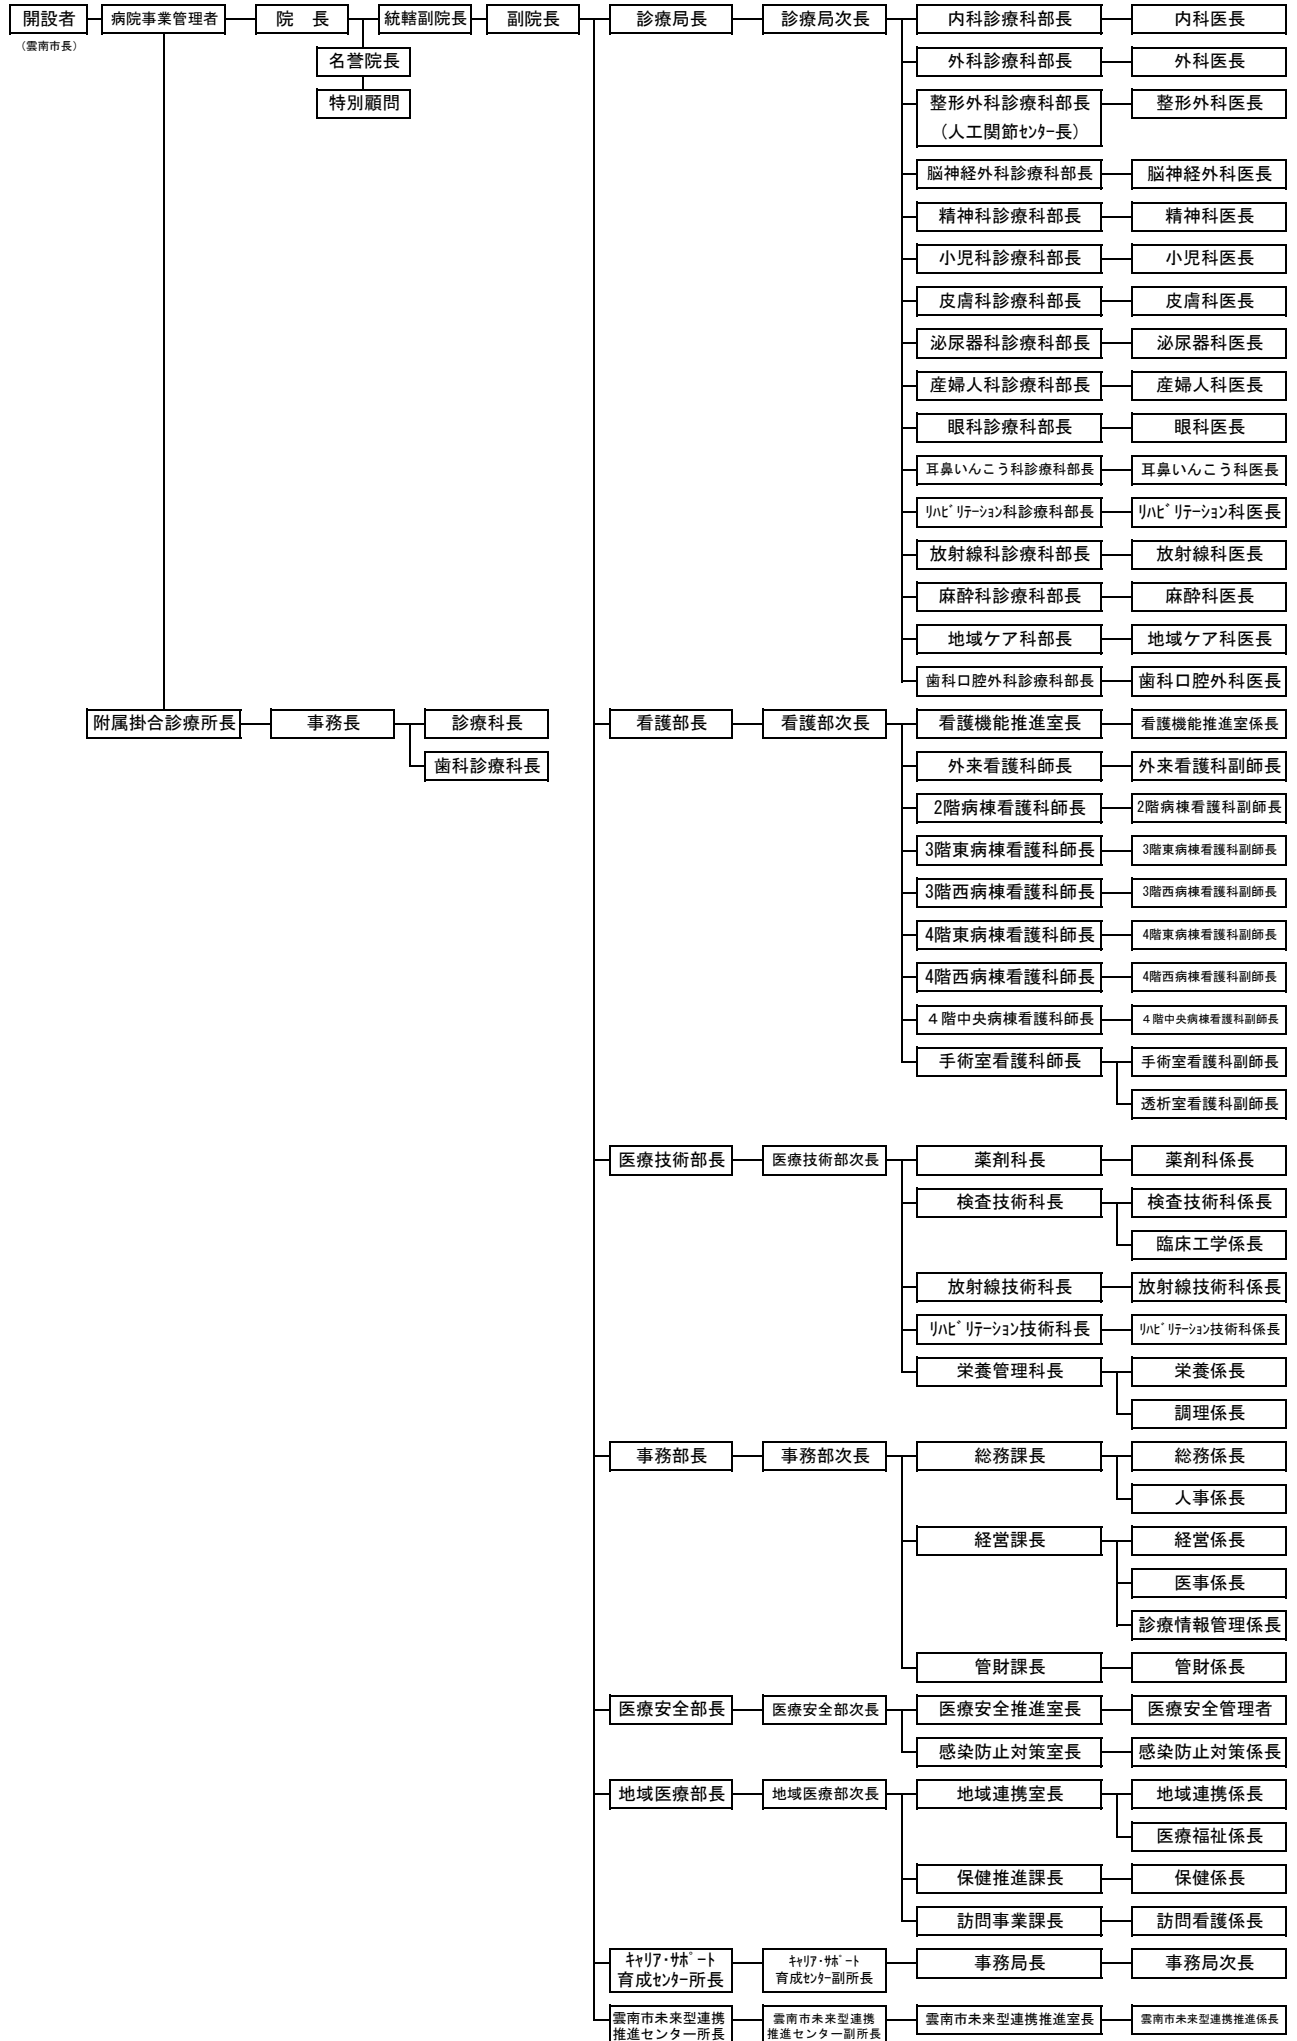 開設者
(雲南市長)
病院事業管理者
院　長
統轄副院長
副院長
名誉院長
特別顧問
診療局長
診療局次長
内科診療科部長
内科医長
外科診療科部長
外科医長
整形外科診療科部長
(人工関節ｾﾝﾀｰ長)
整形外科医長
脳神経外科診療科部長
脳神経外科医長
精神科診療科部長
精神科医長
小児科診療科部長
小児科医長
皮膚科診療科部長
皮膚科医長
泌尿器科診療科部長
泌尿器科医長
産婦人科診療科部長
産婦人科医長
眼科診療科部長
眼科医長
耳鼻いんこう科診療科部長
耳鼻いんこう科医長
ﾘﾊﾋﾞﾘﾃｰｼｮﾝ科診療科部長
ﾘﾊﾋﾞﾘﾃｰｼｮﾝ科医長
放射線科診療科部長
放射線科医長
麻酔科診療科部長
麻酔科医長
地域ケア科部長
地域ケア科医長
歯科口腔外科診療科部長
歯科口腔外科医長
附属掛合診療所長
事務長
診療科長
歯科診療科長
看護部長
看護部次長
看護機能推進室長
看護機能推進室係長
外来看護科師長
外来看護科副師長
2階病棟看護科師長
2階病棟看護科副師長
3階東病棟看護科師長
3階東病棟看護科副師長
3階西病棟看護科師長
3階西病棟看護科副師長
4階東病棟看護科師長
4階東病棟看護科副師長
4階西病棟看護科師長
4階西病棟看護科副師長
４階中央病棟看護科師長
４階中央病棟看護科副師長
手術室看護科師長
手術室看護科副師長
透析室看護科副師長
医療技術部長
医療技術部次長
薬剤科長
薬剤科係長
検査技術科長
検査技術科係長
臨床工学係長
放射線技術科長
放射線技術科係長
ﾘﾊﾋﾞﾘﾃｰｼｮﾝ技術科長
ﾘﾊﾋﾞﾘﾃｰｼｮﾝ技術科係長
栄養管理科長
栄養係長
調理係長
事務部長
事務部次長
総務課長
総務係長
人事係長
経営課長
経営係長
医事係長
診療情報管理係長
管財課長
管財係長
医療安全部長
医療安全部次長
医療安全推進室長
医療安全管理者
感染防止対策室長
感染防止対策係長
地域医療部長
地域医療部次長
地域連携室長
地域連携係長
医療福祉係長
保健推進課長
保健係長
訪問事業課長
訪問看護係長
ｷｬﾘｱ･ｻﾎﾟｰﾄ
育成ｾﾝﾀｰ所長
ｷｬﾘｱ･ｻﾎﾟｰﾄ
育成ｾﾝﾀｰ副所長
事務局長
事務局次長
雲南市未来型連携
推進センター所長
雲南市未来型連携
推進センター副所長
雲南市未来型連携推進室長
雲南市未来型連携推進係長